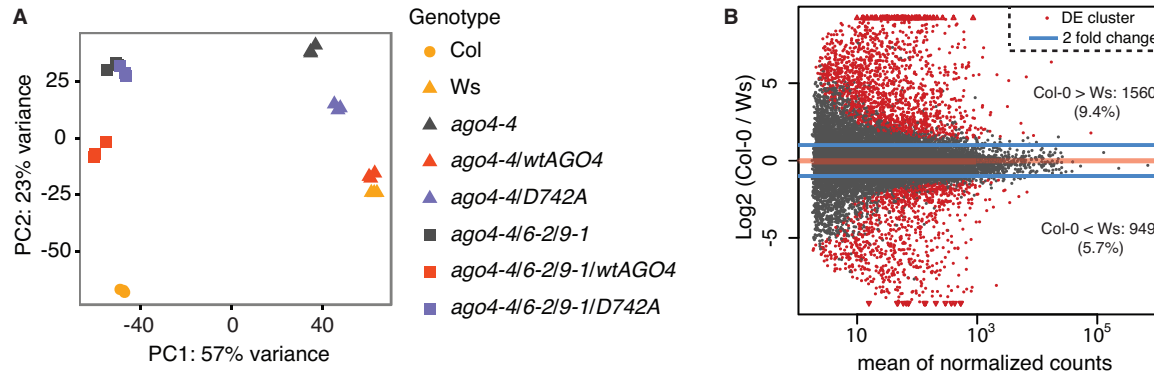 A
PC2: 23% variance
25
0
-25
-50
-40
0
40
PC1: 57% variance
Genotype
Col
Ws
ago4-4
ago4-4/wtAGO4
ago4-4/D742A
ago4-4/6-2/9-1
ago4-4/6-2/9-1/wtAGO4
ago4-4/6-2/9-1/D742A
B
Log2 (Col-0 / Ws)
5
0
-5
10
10³
10⁵
mean of normalized counts
DE cluster
2 fold change
Col-0 > Ws: 1560
(9.4%)
Col-0 < Ws: 949
(5.7%)